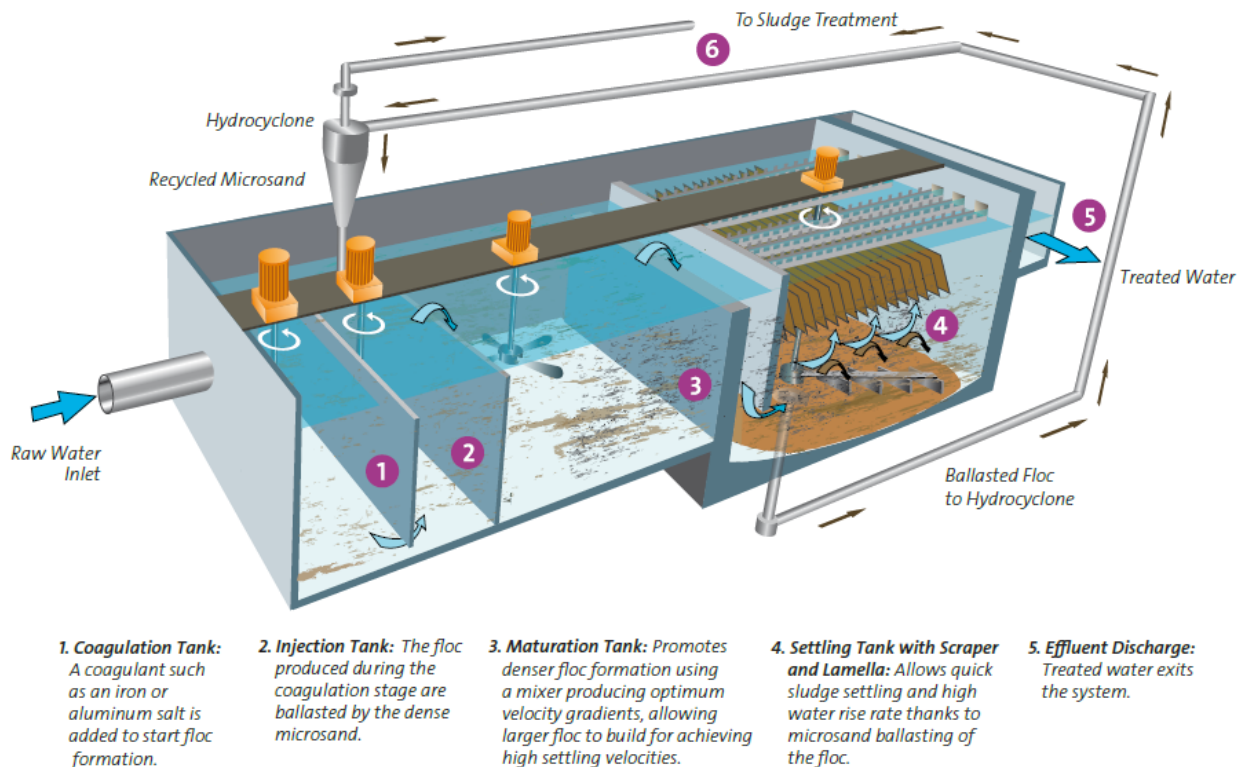 To Sludge Treatment
6
Hydrocyclone
Recycled Microsand
5
Treated Water
4
3
2
1
Raw Water
Inlet
Ballasted Floc
to Hydrocyclone
1. Coagulation Tank:
A coagulant such
as an iron or
aluminum salt is
added to start floc
formation.
2. Injection Tank: The floc
produced during the
coagulation stage are
ballasted by the dense
microsand.
3. Maturation Tank: Promotes
denser floc formation using
a mixer producing optimum
velocity gradients, allowing
larger floc to build for achieving
high settling velocities.
4. Settling Tank with Scraper
and Lamella: Allows quick
sludge settling and high
water rise rate thanks to
microsand ballasting of
the floc.
5. Effluent Discharge:
Treated water exits
the system.